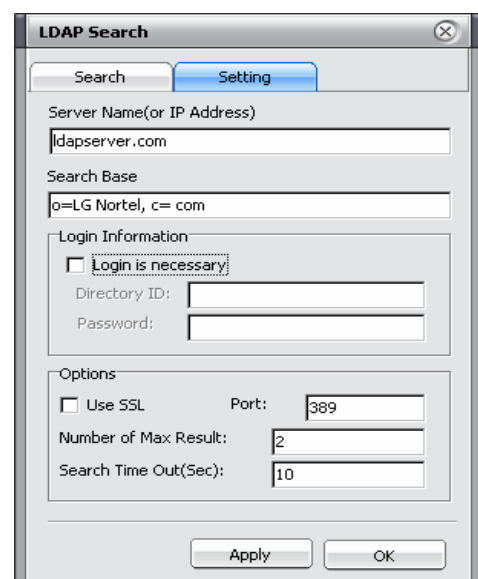 LDAP Search
Search Setting
Server Name(or IP Address)
ldapserver.com
Search Base
o=LG Nortel, c= com
Login Information
Login is necessary
Directory ID:
Password:
Options
Use SSL Port: 389
Number of Max Result: 2
Search Time Out(Sec): 10
Apply OK